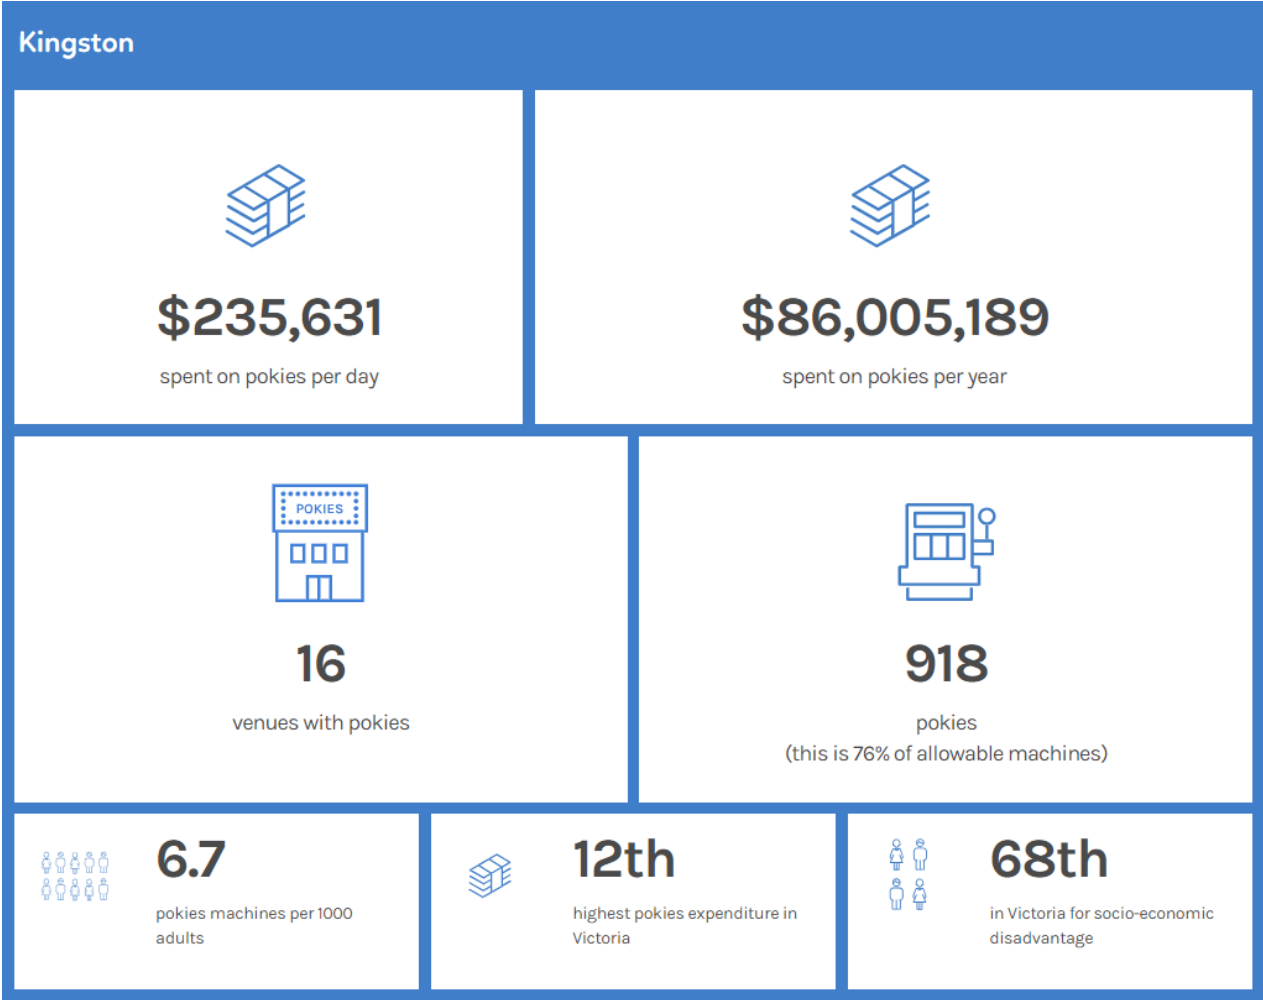 Kingston
$235,631
spent on pokies per day
$86,005,189
spent on pokies per year
POKIES
16
venues with pokies
918
pokies
(this is 76% of allowable machines)
6.7
pokies machines per 1000
adults
12th
highest pokies expenditure in
Victoria
68th
in Victoria for socio-economic
disadvantage